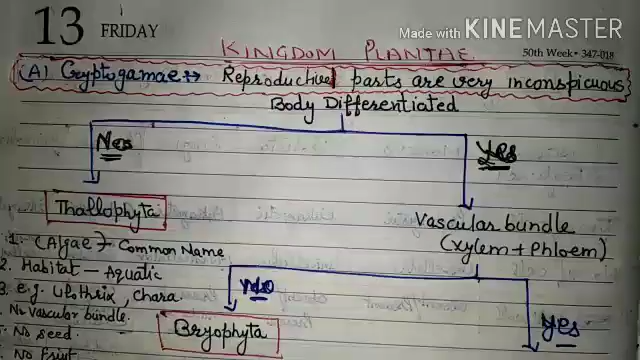 13 FRIDAY
Made with KINEMASTER
50th Week • 347-018
KINGDOM PLANTAE
(A) Cryptogamae ↔ Reproductive parts are very inconspicuous
Body Differentiated
No
Yes
Thallophyta
Vascular bundle
(Xylem + Phloem)
1. (Algae) → Common Name
2. Habitat — Aquatic
3. e.g. Ulothrix, Chara
No vascular bundle.
5. No seed.
6. No fruit
No
Bryophyta
Yes